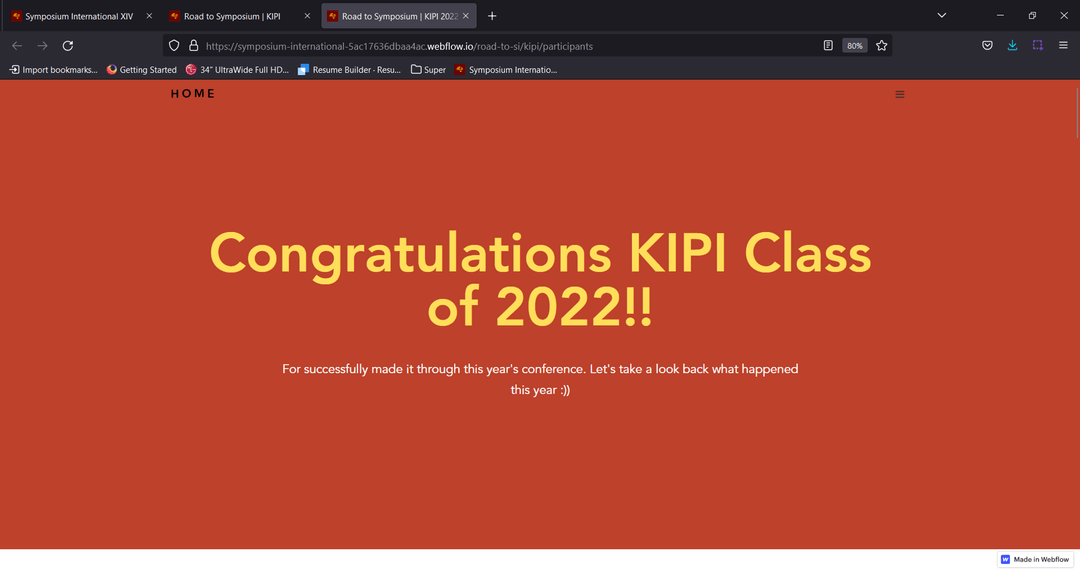 Symposium International XIV
Road to Symposium | KIPI
Road to Symposium | KIPI 2022
https://symposium-international-5ac17636dbaa4ac.webflow.io/road-to-si/kipi/participants
80%
Import bookmarks...
Getting Started
34" UltraWide Full HD...
Resume Builder · Resu...
Super
Symposium Internatio...
HOME
Congratulations KIPI Class
of 2022!!
For successfully made it through this year's conference. Let's take a look back what happened
this year :))
Made in Webflow